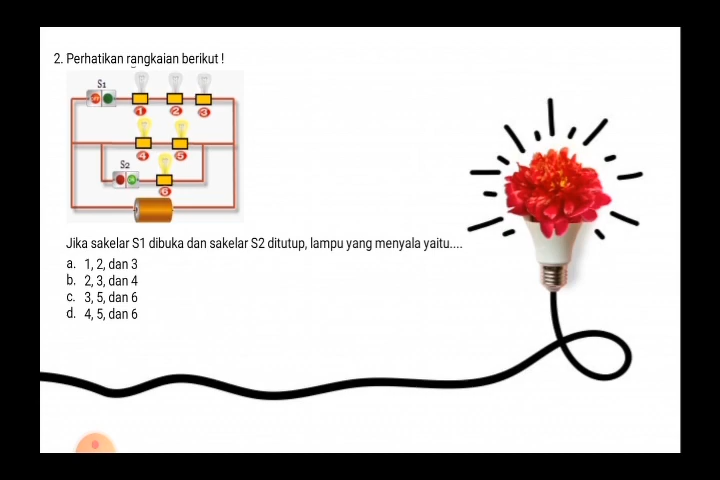 2. Perhatikan rangkaian berikut !
S1
1 2 3
4 5
S2
6
Jika sakelar S1 dibuka dan sakelar S2 ditutup, lampu yang menyala yaitu....
a. 1, 2, dan 3
b. 2, 3, dan 4
c. 3, 5, dan 6
d. 4, 5, dan 6